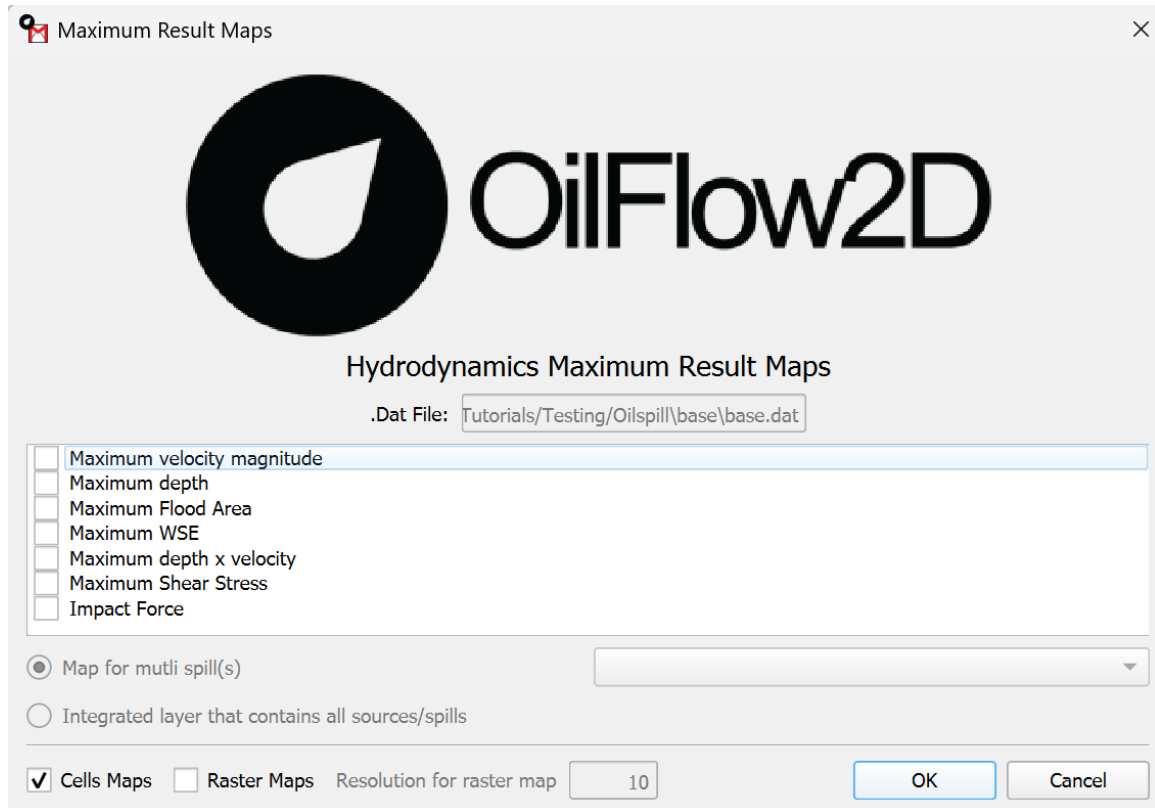 Maximum Result Maps
OilFlow2D
Hydrodynamics Maximum Result Maps
.Dat File: Tutorials/Testing/Oilspill\base\base.dat
Maximum velocity magnitude
Maximum depth
Maximum Flood Area
Maximum WSE
Maximum depth x velocity
Maximum Shear Stress
Impact Force
Map for mutli spill(s)
Integrated layer that contains all sources/spills
Cells Maps Raster Maps Resolution for raster map 10 OK Cancel